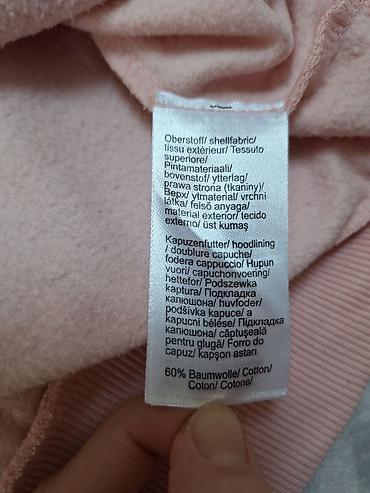 Oberstoff/ shellfabric/
tissu extérieur/ Tessuto
superiore/
Pintamateriaali/
bovenstof/ ytterlag/
prawa strona (tkaniny)/
Bepx/ ytmaterial/ vrchní
látka/ felső anyaga/
material exterior/ tecido
externo/ üst kumaş
Kapuzenfutter/ hoodlining
/ doublure capuche/
fodera cappuccio/ Hupun
vuori/ capuchonvoering/
hettefor/ Podszewka
kaptura/ Подкладка
капюшона/ huvfoder/
podšívka kapuce/ a
kapucni bélése/ Підкладка
капюшона/ căptușeală
pentru glugă/ Forro do
capuz/ kapşon astarı
60% Baumwolle/ Cotton/
Coton/ Cotone/